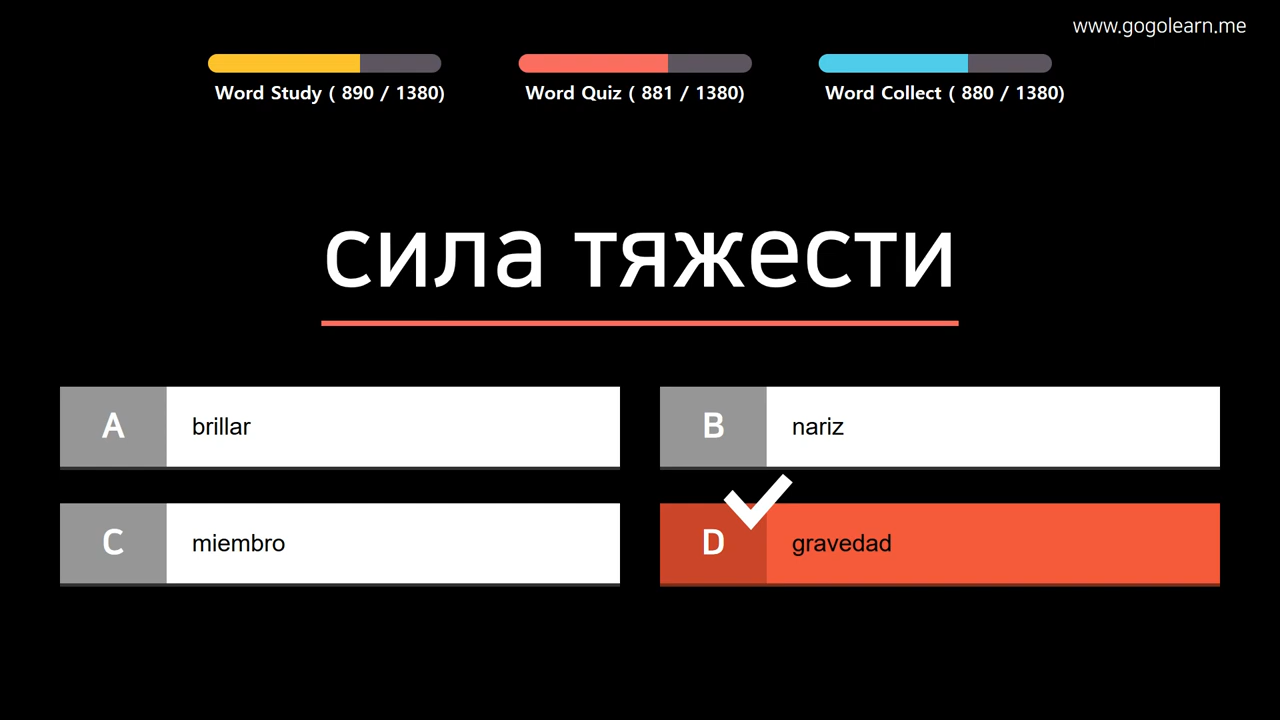 www.gogolearn.me
Word Study ( 890 / 1380)
Word Quiz ( 881 / 1380)
Word Collect ( 880 / 1380)
сила тяжести
A brillar
B nariz
C miembro
D gravedad